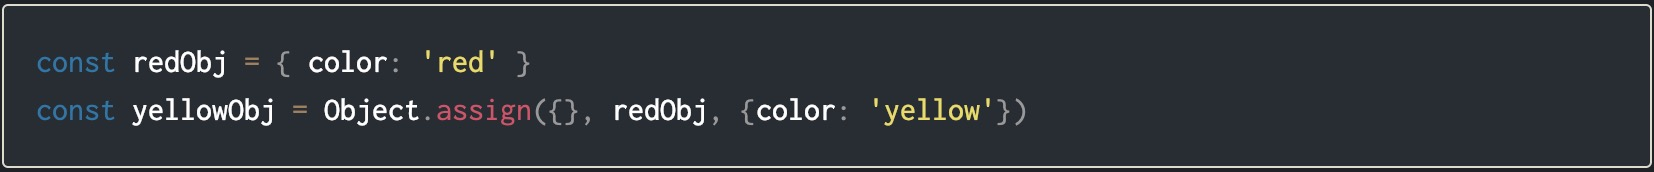 const redObj = { color: 'red' }
const yellowObj = Object.assign({}, redObj, {color: 'yellow'})